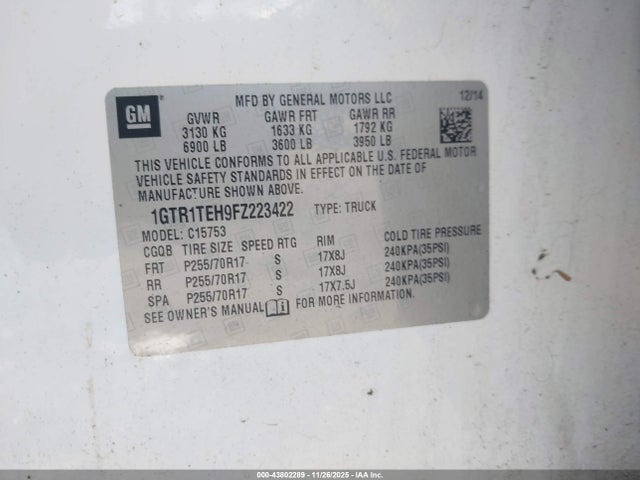 GM
MFD BY GENERAL MOTORS LLC 12/14
GVWR GAWR FRT GAWR RR
3130 KG 1633 KG 1792 KG
6900 LB 3600 LB 3950 LB
THIS VEHICLE CONFORMS TO ALL APPLICABLE U.S. FEDERAL MOTOR
VEHICLE SAFETY STANDARDS IN EFFECT ON THE DATE OF
MANUFACTURE SHOWN ABOVE.
1GTR1TEH9FZ223422 TYPE: TRUCK
MODEL: C15753
CGQB TIRE SIZE SPEED RTG RIM COLD TIRE PRESSURE
FRT P255/70R17 S 17X8J 240KPA(35PSI)
RR P255/70R17 S 17X8J 240KPA(35PSI)
SPA P255/70R17 S 17X7.5J 240KPA(35PSI)
SEE OWNER'S MANUAL FOR MORE INFORMATION.
000-43802289 - 11/26/2025 - IAAI.CA